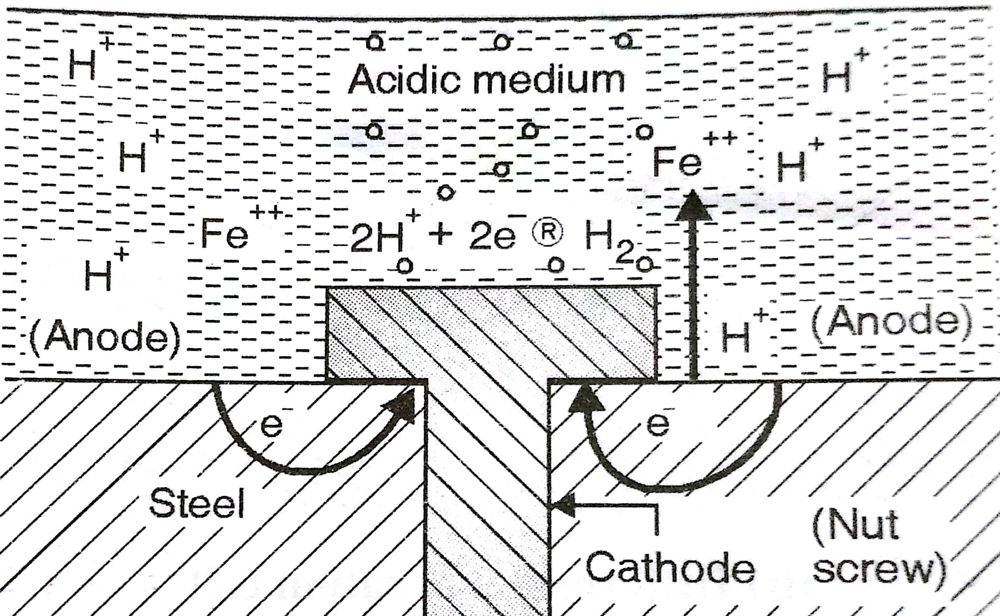 H+
Acidic medium
H+
H+
Fe++
H+
Fe++
2H+ + 2e− ® H2
H+
H+
(Anode)
(Anode)
e−
e−
Steel
(Nut
screw)
Cathode